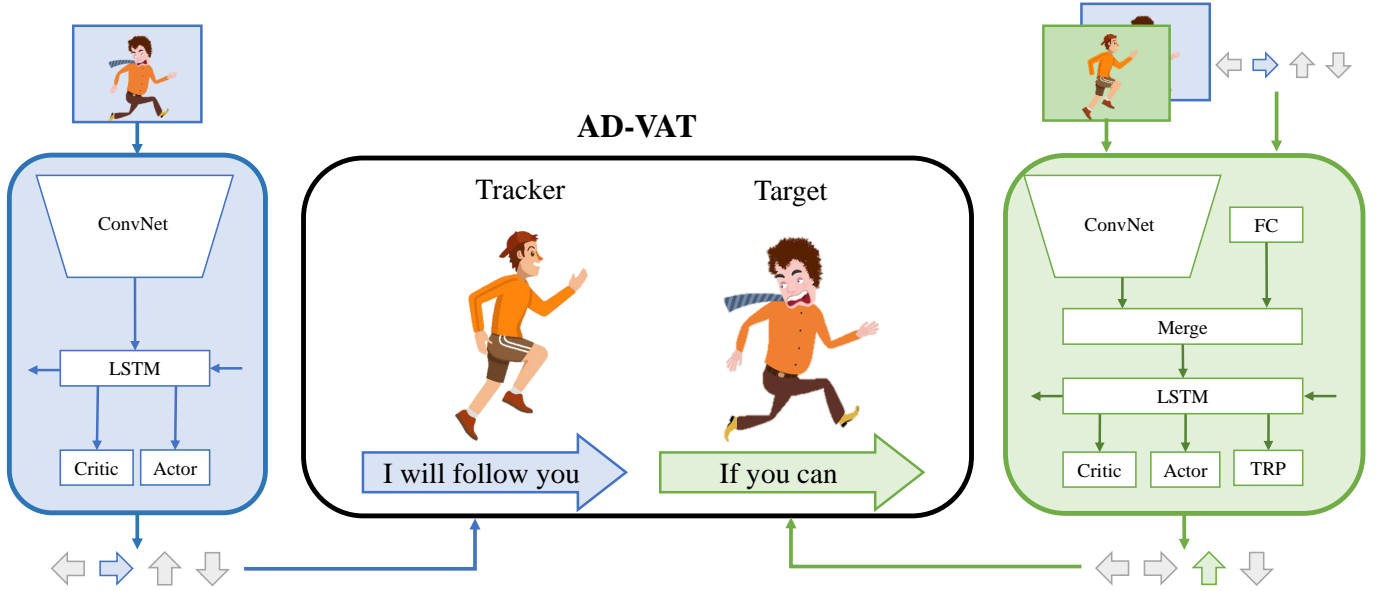 AD-VAT
ConvNet
LSTM
Critic Actor
Tracker Target
I will follow you If you can
ConvNet FC
Merge
LSTM
Critic Actor TRP